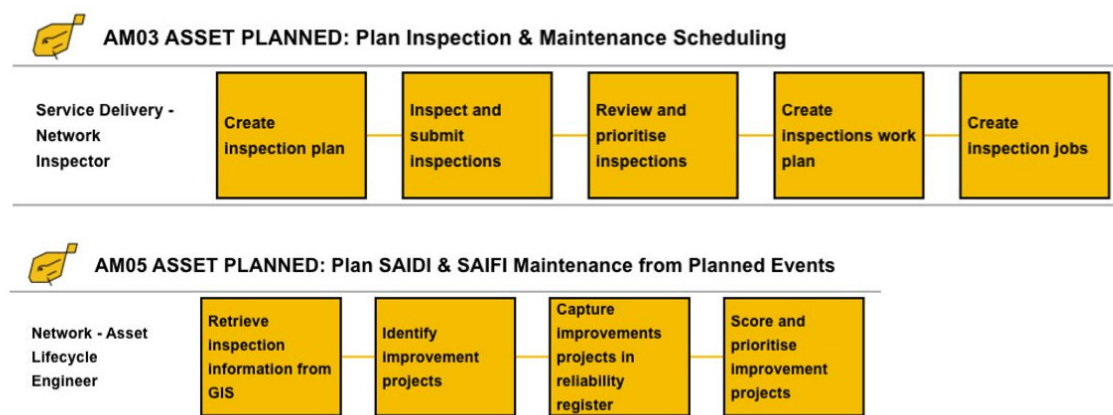 AM03 ASSET PLANNED: Plan Inspection & Maintenance Scheduling
Service Delivery -
Network
Inspector
Create
inspection plan
Inspect and
submit
inspections
Review and
prioritise
inspections
Create
inspections work
plan
Create
inspection jobs
AM05 ASSET PLANNED: Plan SAIDI & SAIFI Maintenance from Planned Events
Network - Asset
Lifecycle
Engineer
Retrieve
inspection
information from
GIS
Identify
improvement
projects
Capture
improvements
projects in
reliability
register
Score and
prioritise
improvement
projects